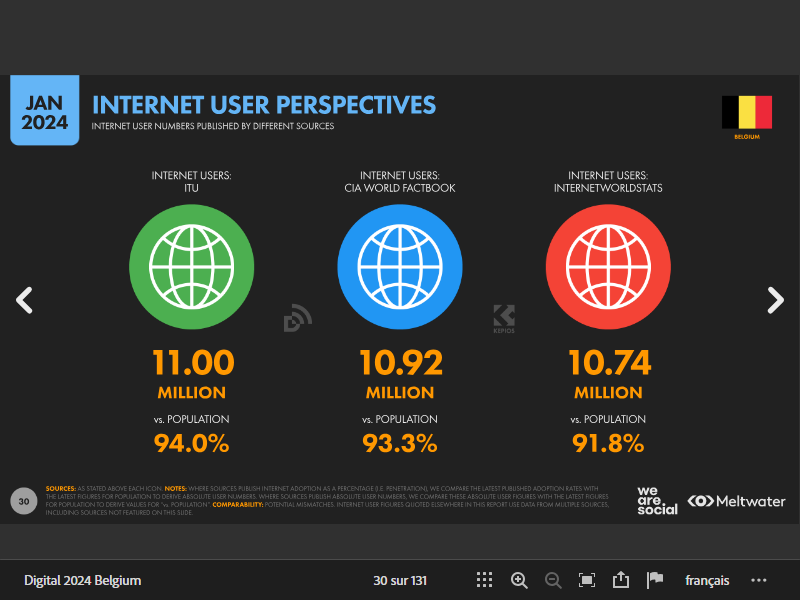 JAN
2024
INTERNET USER PERSPECTIVES
INTERNET USER NUMBERS PUBLISHED BY DIFFERENT SOURCES
BELGIUM
INTERNET USERS:
ITU
INTERNET USERS:
CIA WORLD FACTBOOK
INTERNET USERS:
INTERNETWORLDSTATS
KEPIOS
11.00
MILLION
vs. POPULATION
94.0%
10.92
MILLION
vs. POPULATION
93.3%
10.74
MILLION
vs. POPULATION
91.8%
30
SOURCES: AS STATED ABOVE EACH ICON. NOTES: WHERE SOURCES PUBLISH INTERNET ADOPTION AS A PERCENTAGE (I.E. PENETRATION), WE COMPARE THE LATEST PUBLISHED ADOPTION RATES WITH
THE LATEST FIGURES FOR POPULATION TO DERIVE ABSOLUTE USER NUMBERS. WHERE SOURCES PUBLISH ABSOLUTE USER NUMBERS, WE COMPARE THESE ABSOLUTE USER FIGURES WITH THE LATEST FIGURES
FOR POPULATION TO DERIVE VALUES FOR "vs. POPULATION." COMPARABILITY: POTENTIAL MISMATCHES. INTERNET USER FIGURES QUOTED ELSEWHERE IN THIS REPORT USE DATA FROM MULTIPLE SOURCES,
INCLUDING SOURCES NOT FEATURED ON THIS SLIDE.
we
are.
social
Meltwater
Digital 2024 Belgium
30 sur 131
français